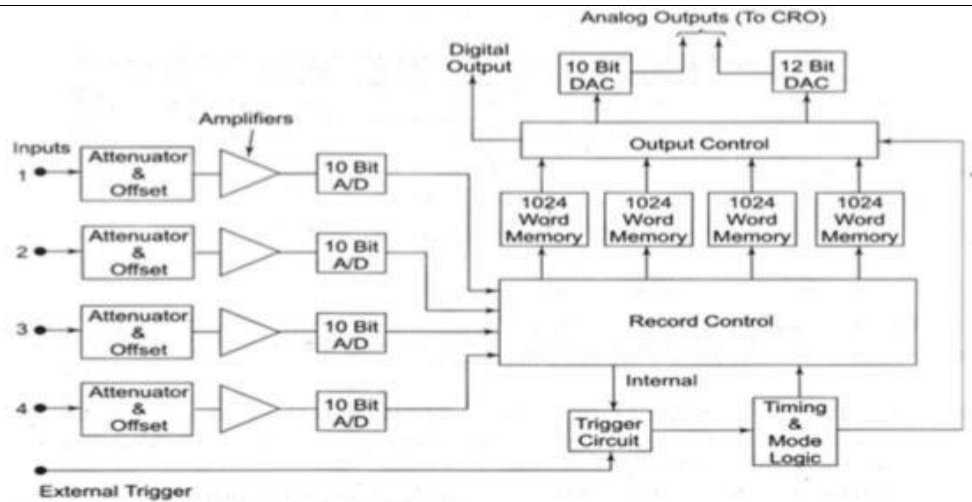 Analog Outputs (To CRO)
Digital
Output
10 Bit
DAC
12 Bit
DAC
Amplifiers
Output Control
Inputs
1
Attenuator
&
Offset
10 Bit
A/D
1024
Word
Memory
1024
Word
Memory
1024
Word
Memory
1024
Word
Memory
2
Attenuator
&
Offset
10 Bit
A/D
3
Attenuator
&
Offset
10 Bit
A/D
Record Control
4
Attenuator
&
Offset
10 Bit
A/D
Internal
Trigger
Circuit
Timing
&
Mode
Logic
External Trigger